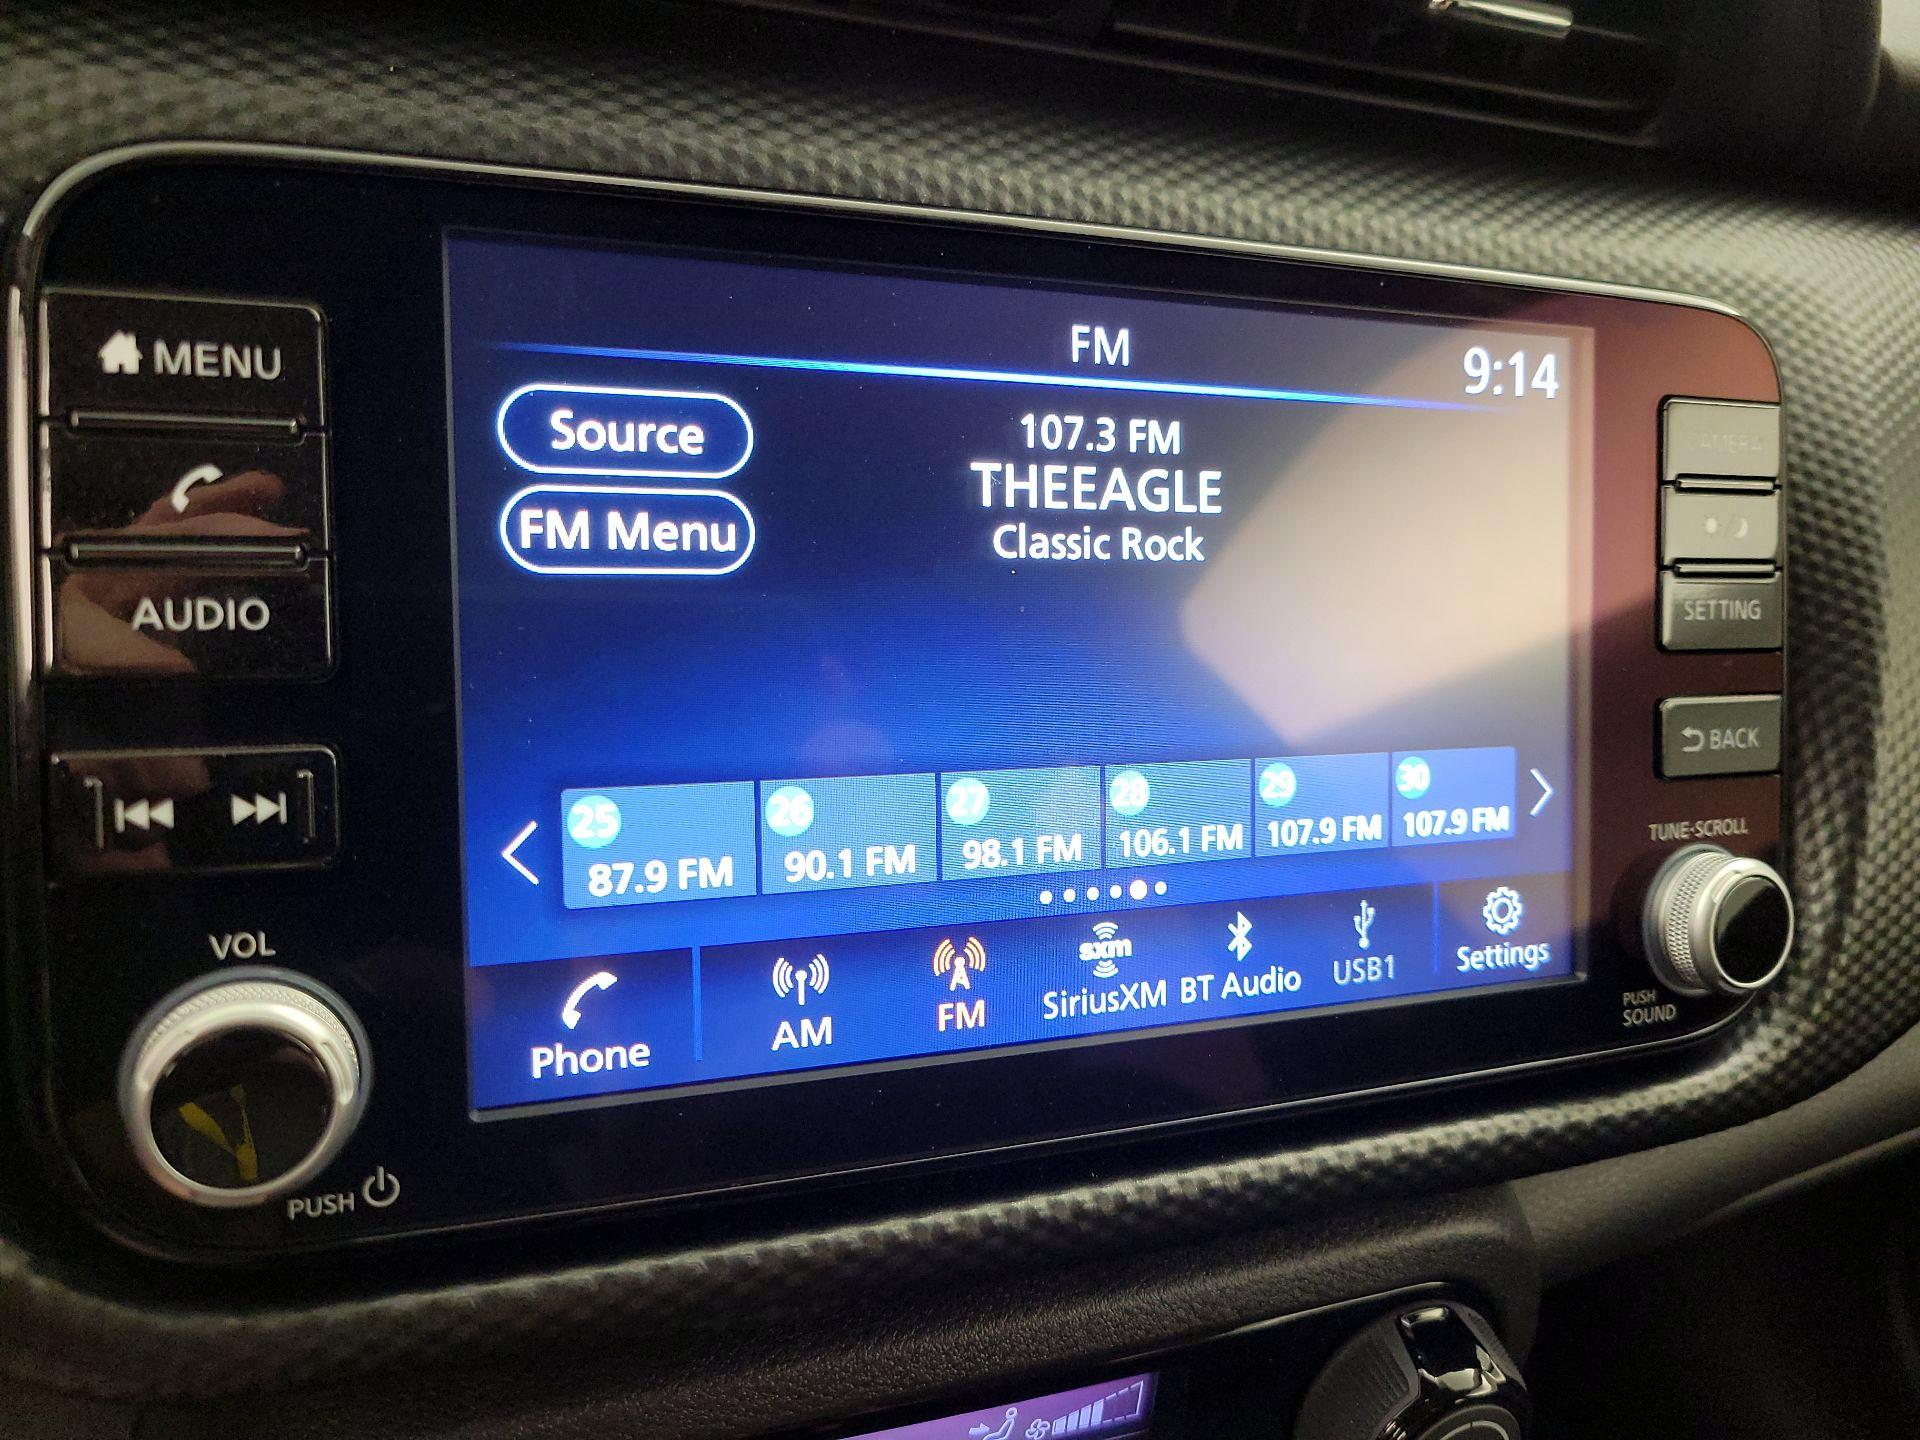 MENU
AUDIO
VOL
PUSH
FM
9:14
Source
FM Menu
107.3 FM
THEEAGLE
Classic Rock
25
87.9 FM
26
90.1 FM
27
98.1 FM
28
106.1 FM
29
107.9 FM
30
107.9 FM
Phone
AM
FM
sxm
SiriusXM
BT Audio
USB1
Settings
CAMERA
SETTING
BACK
TUNE·SCROLL
PUSH
SOUND